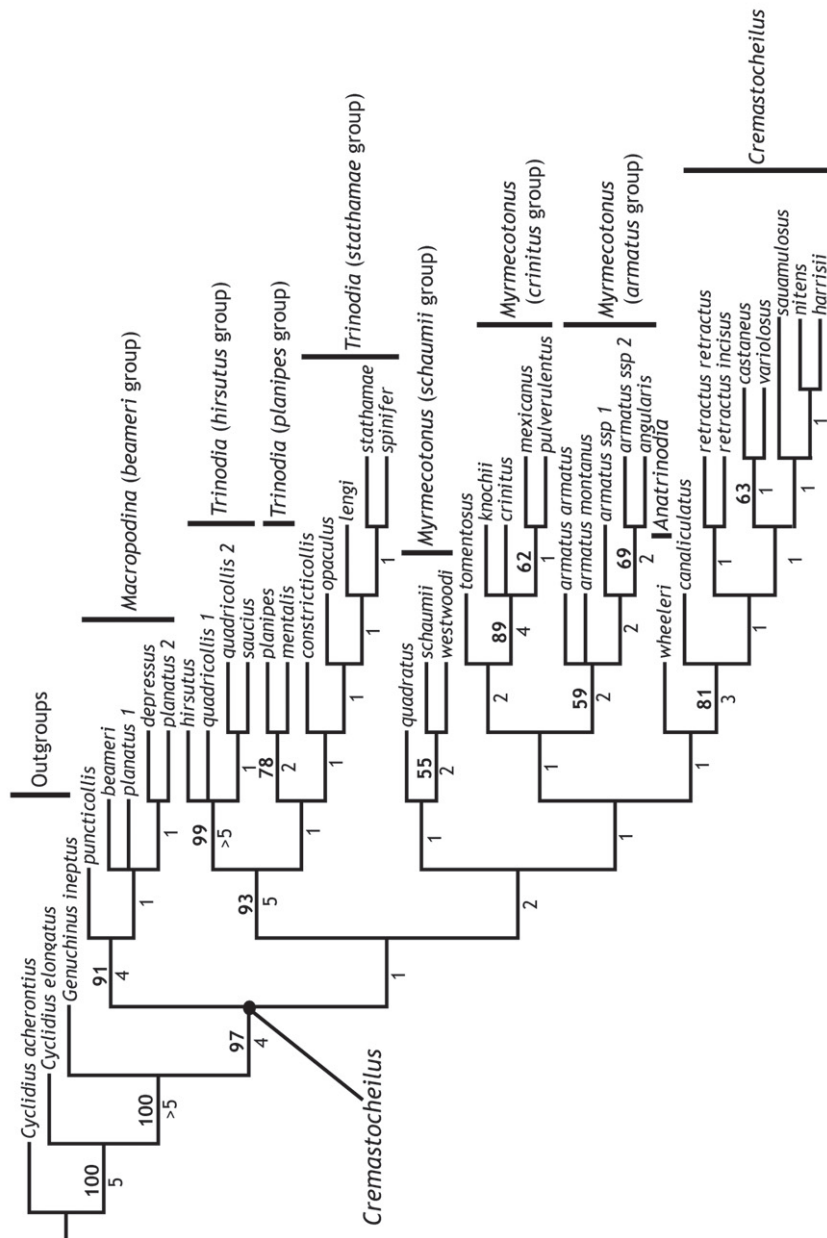 Cyclidius acherontius
Cyclidius elongatus
Genuchinus ineptus
Outgroups
puncticollis
beameri
planatus 1
depressus
planatus 2
Macropodina (beameri group)
hirsutus
quadricollis 1
quadricollis 2
saucius
Trinodia (hirsutus group)
planipes
mentalis
Trinodia (planipes group)
constricticollis
opaculus
lengi
stathamae
spinifer
Trinodia (stathamae group)
quadratus
schaumii
westwoodi
Myrmecotonus (schaumii group)
tomentosus
knochii
crinitus
mexicanus
pulverulentus
Myrmecotonus
(crinitus group)
armatus armatus
armatus montanus
armatus ssp 1
armatus ssp 2
angularis
Myrmecotonus
(armatus group)
wheeleri
Anatrinodia
canaliculatus
retractus retractus
retractus incisus
castaneus
variolosus
sauamulosus
nitens
harrisii
Cremastocheilus
Cremastocheilus
100
5
100
>5
97
4
91
4
1
1
1
93
5
99
>5
1
1
78
2
1
1
1
2
1
55
2
1
1
2
89
4
62
1
59
2
2
69
2
1
81
3
1
1
1
63
1
1
1